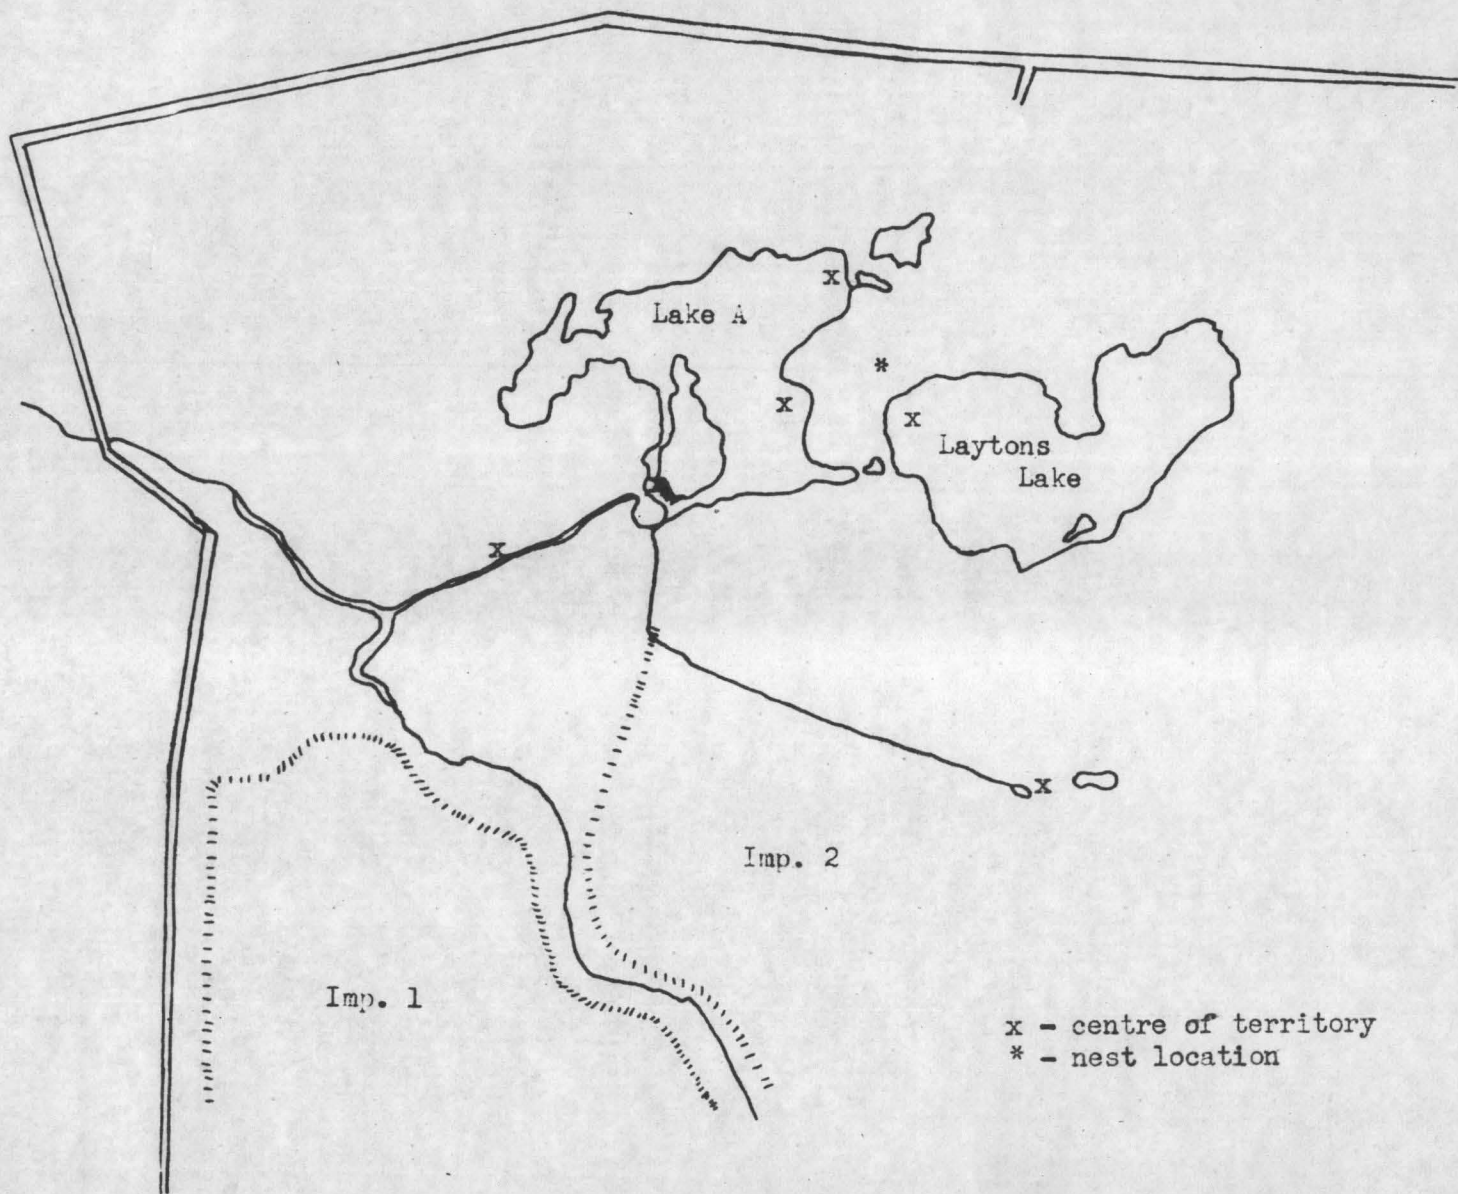 x
Lake A
*
x
x
Laytons
Lake
x
x
Imp. 2
Imp. 1
x - centre of territory
* - nest location